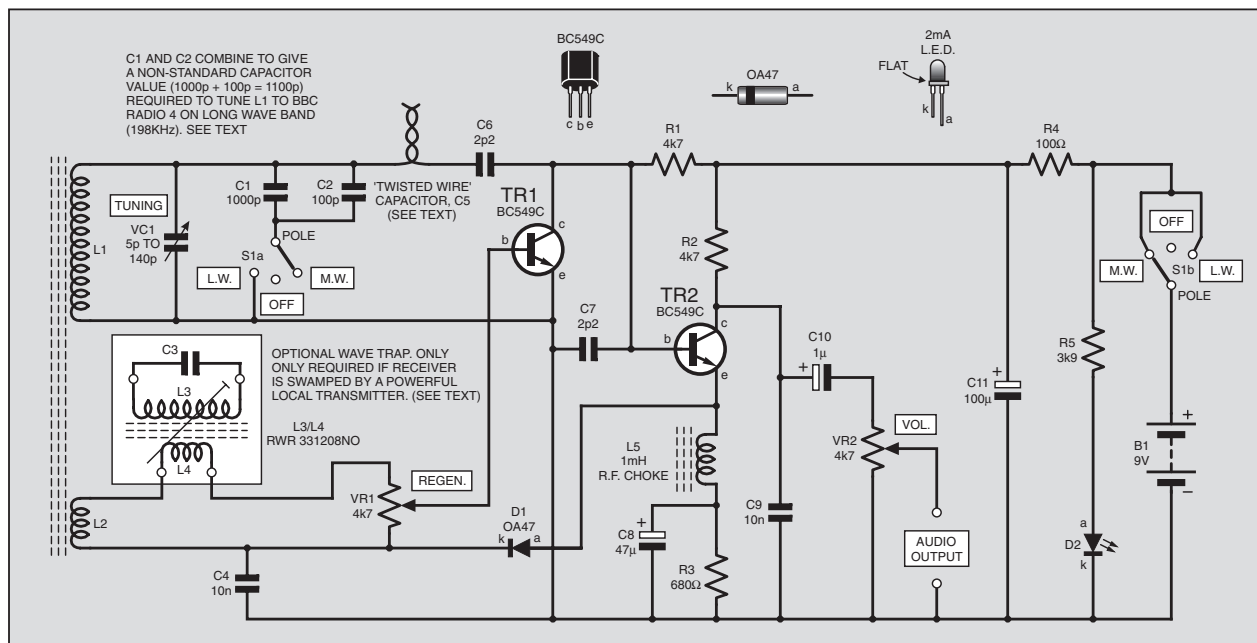 C1 AND C2 COMBINE TO GIVE
A NON-STANDARD CAPACITOR
VALUE (1000p + 100p = 1100p)
REQUIRED TO TUNE L1 TO BBC
RADIO 4 ON LONG WAVE BAND
(198KHz). SEE TEXT
BC549C
c b e
OA47
k
a
2mA
L.E.D.
FLAT
k
a
C6
2p2
R1
4k7
R4
100Ω
TUNING
VC1
5p TO
140p
L1
C1
1000p
C2
100p
'TWISTED WIRE'
CAPACITOR, C5
(SEE TEXT)
POLE
S1a
L.W.
M.W.
OFF
TR1
BC549C
b
c
e
R2
4k7
OFF
M.W.
S1b
L.W.
POLE
C7
2p2
TR2
BC549C
b
c
e
C10
1µ
+
R5
3k9
C3
L3
L4
OPTIONAL WAVE TRAP. ONLY
ONLY REQUIRED IF RECEIVER
IS SWAMPED BY A POWERFUL
LOCAL TRANSMITTER. (SEE TEXT)
L3/L4
RWR 331208NO
C11
100µ
+
VOL.
VR2
4k7
L5
1mH
R.F. CHOKE
B1
9V
+
−
L2
VR1
4k7
REGEN.
D1
OA47
k
a
C8
47µ
+
C9
10n
AUDIO
OUTPUT
a
D2
k
C4
10n
R3
680Ω